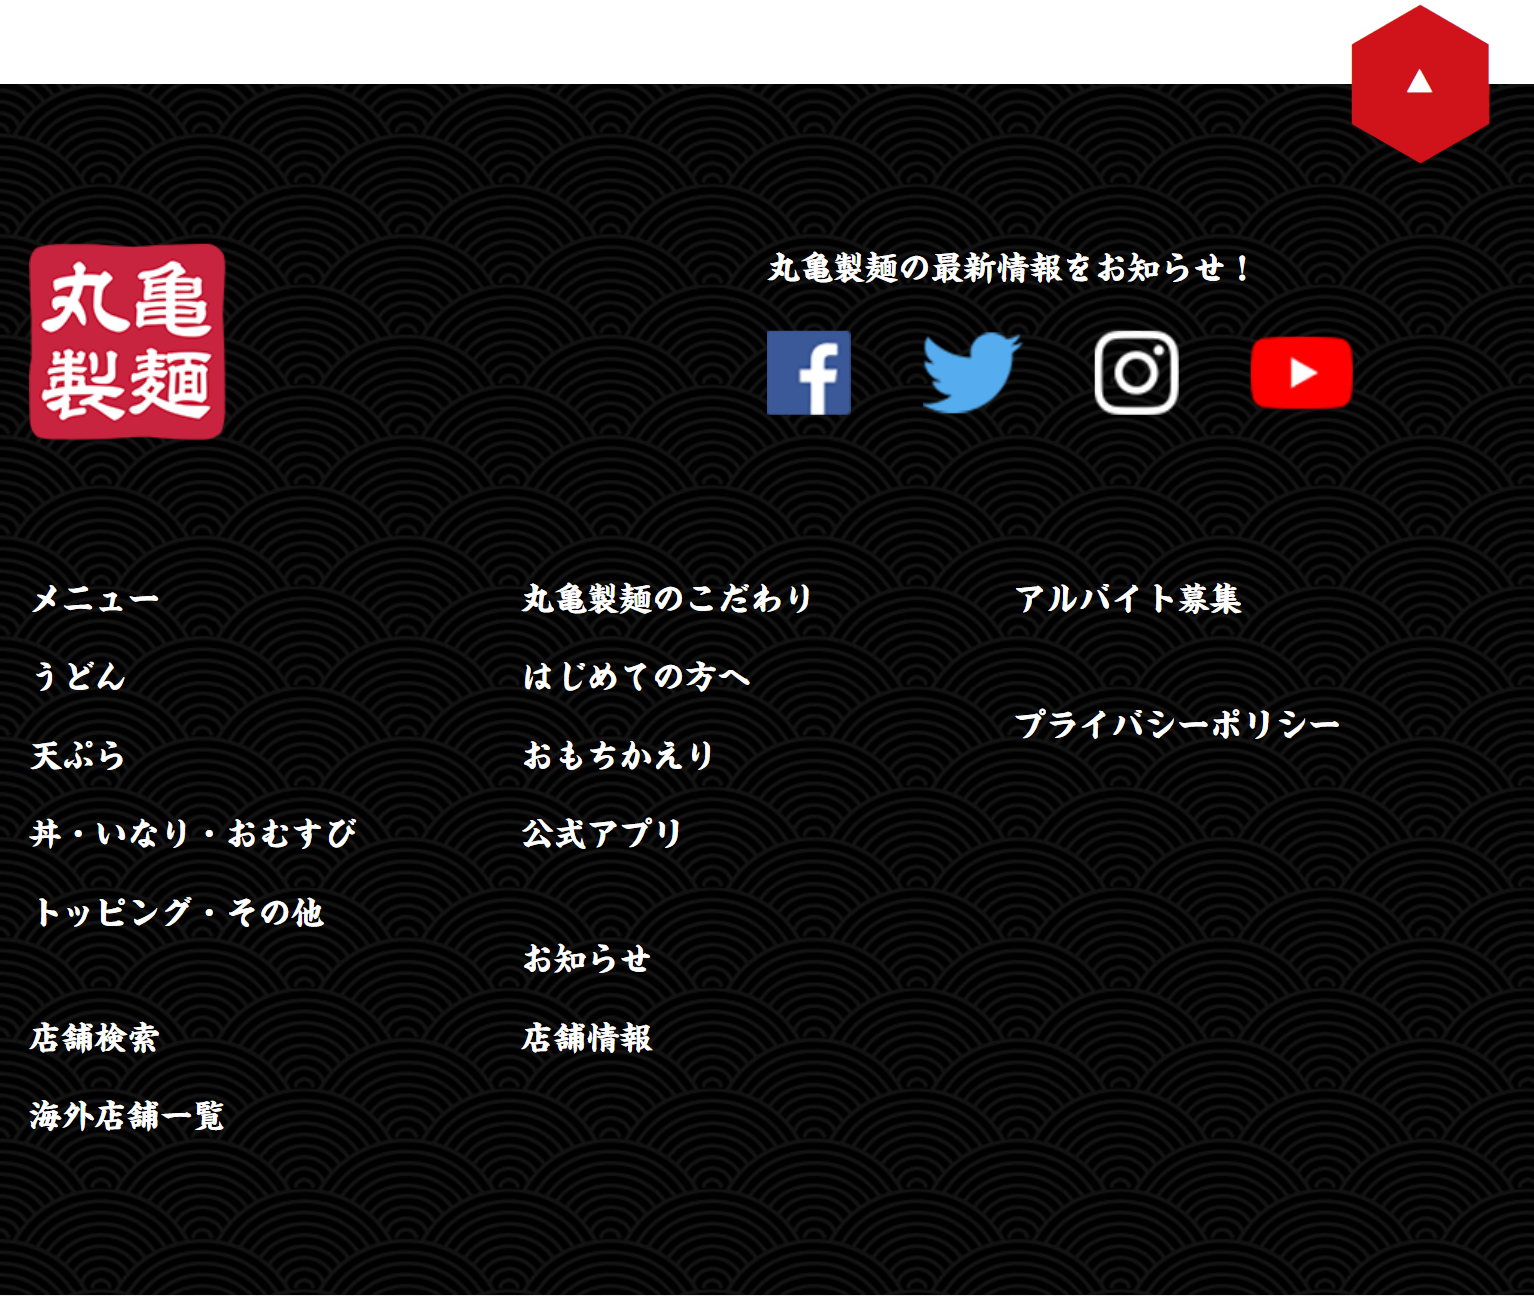 丸亀
製麺
丸亀製麺の最新情報をお知らせ！
メニュー
うどん
天ぷら
丼・いなり・おむすび
トッピング・その他
店舗検索
海外店舗一覧
丸亀製麺のこだわり
はじめての方へ
おもちかえり
公式アプリ
お知らせ
店舗情報
アルバイト募集
プライバシーポリシー